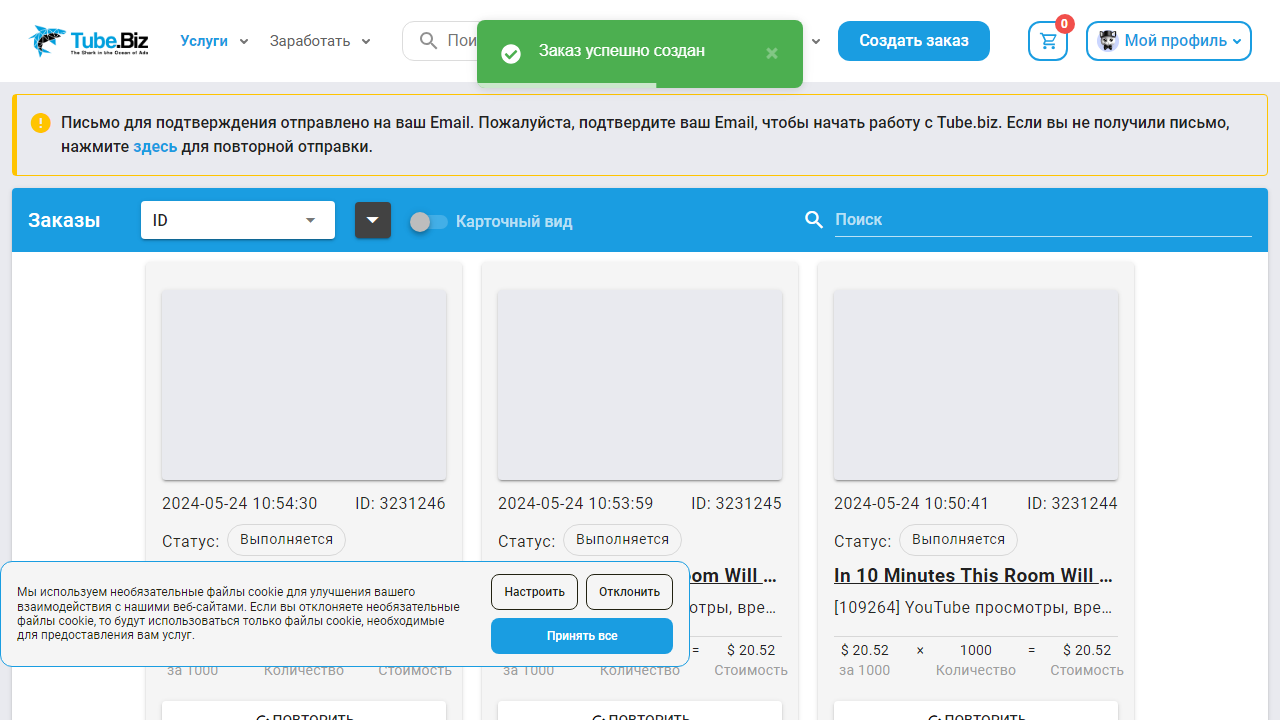 Tube.Biz
The Shark in the Ocean of Ads
Услуги
Заработать
Пои
Заказ успешно создан
×
Создать заказ
0
Мой профиль
Письмо для подтверждения отправлено на ваш Email. Пожалуйста, подтвердите ваш Email, чтобы начать работу с Tube.biz. Если вы не получили письмо,
нажмите здесь для повторной отправки.
Заказы
ID
Карточный вид
Поиск
2024-05-24 10:54:30 ID: 3231246
Статус: Выполняется
2024-05-24 10:53:59 ID: 3231245
Статус: Выполняется
oom Will ...
отры, вре...
= $ 20.52
за 1000 Количество Стоимость
за 1000 Количество Стоимость
2024-05-24 10:50:41 ID: 3231244
Статус: Выполняется
In 10 Minutes This Room Will ...
[109264] YouTube просмотры, вре...
$ 20.52 × 1000 = $ 20.52
за 1000 Количество Стоимость
ПОВТОРИТЬ
ПОВТОРИТЬ
ПОВТОРИТЬ
Мы используем необязательные файлы cookie для улучшения вашего
взаимодействия с нашими веб-сайтами. Если вы отклоняете необязательные
файлы cookie, то будут использоваться только файлы cookie, необходимые
для предоставления вам услуг.
Настроить
Отклонить
Принять все